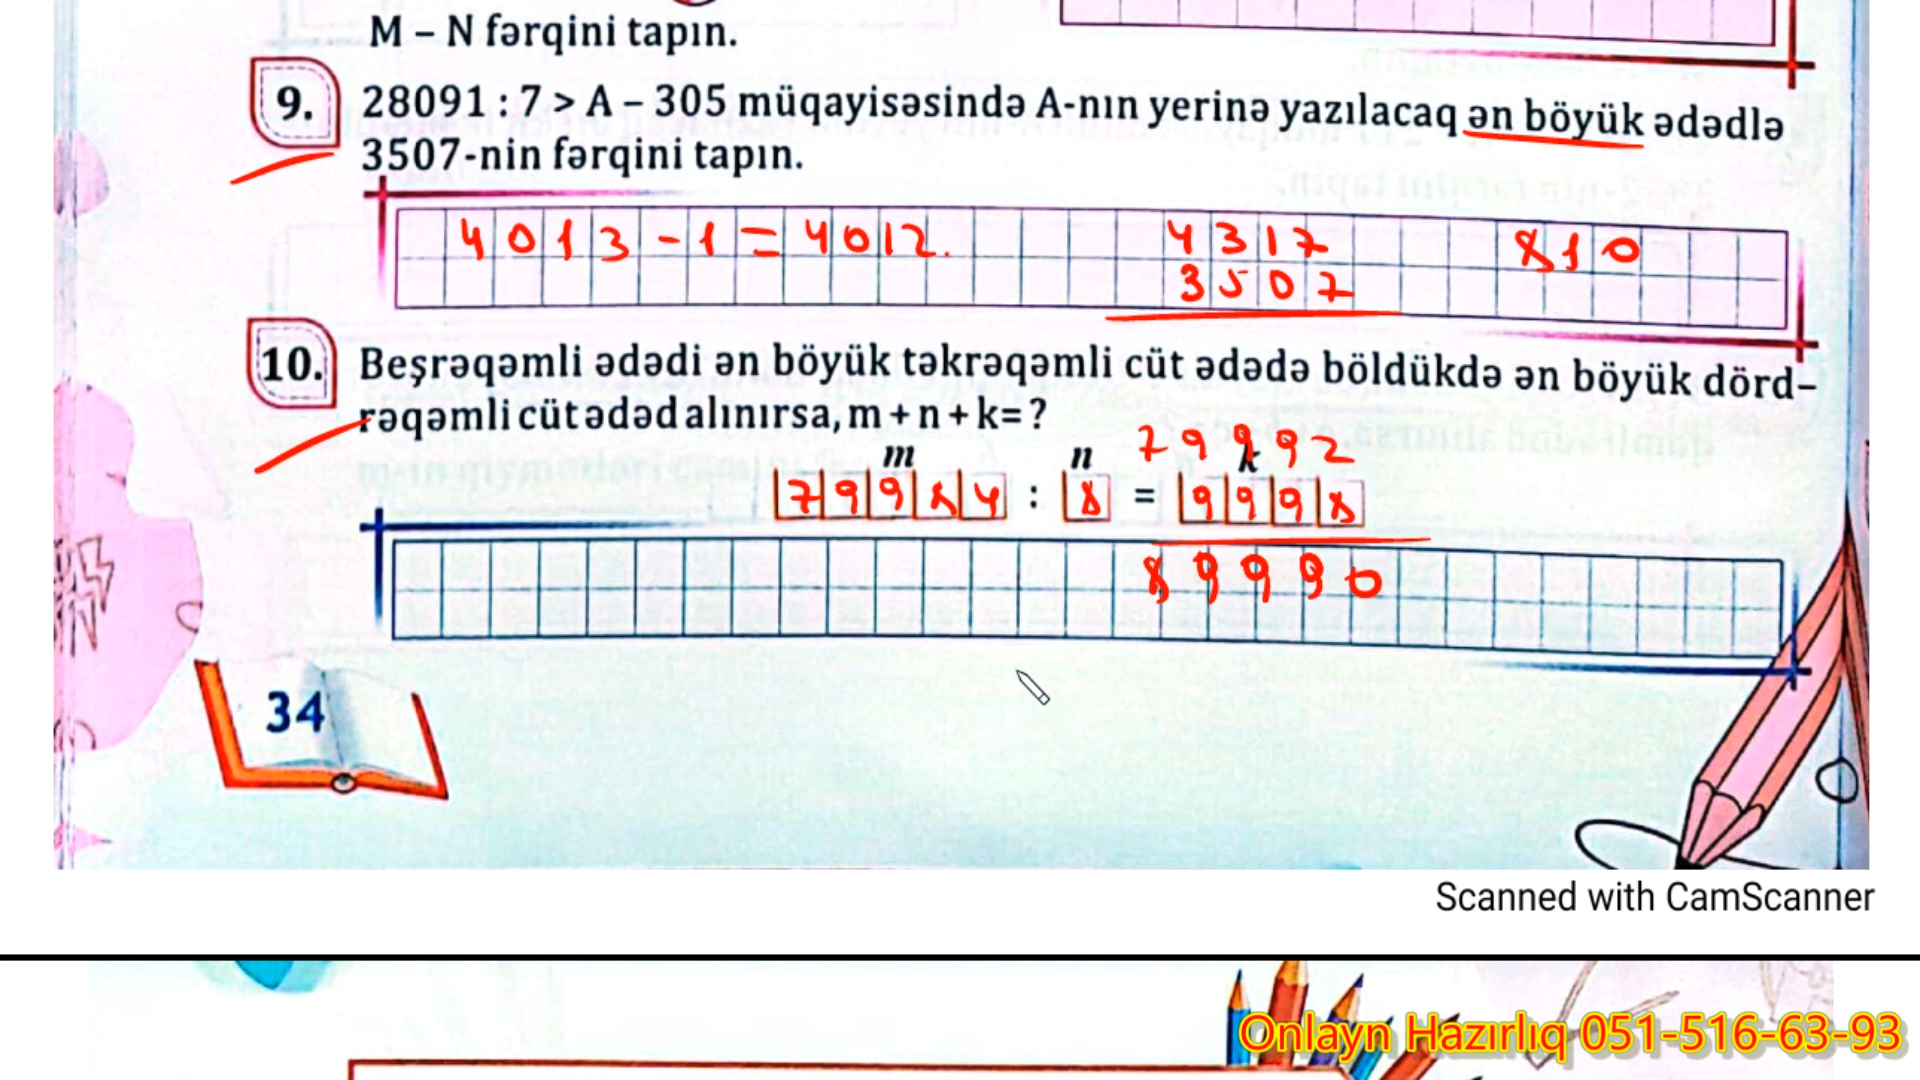 M – N fərqini tapın.
9. 28091 : 7 > A – 305 müqayisəsində A-nın yerinə yazılacaq ən böyük ədədlə
3507-nin fərqini tapın.
4013 - 1 = 4012. 4317 810
3507
10. Beşrəqəmli ədədi ən böyük təkrəqəmli cüt ədədə böldükdə ən böyük dörd-
rəqəmli cüt ədəd alınırsa, m + n + k= ?
79992
m n k
79984 : 8 = 9998
89990
34
Scanned with CamScanner
Onlayn Hazırlıq 051-516-63-93